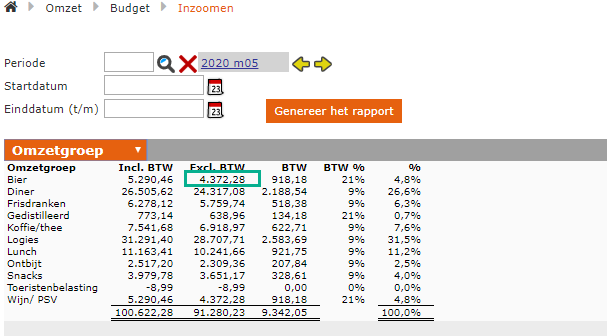 Omzet Budget Inzoomen
Periode 2020 m05
Startdatum 23
Einddatum (t/m) 23 Genereer het rapport
Omzetgroep
Omzetgroep Incl. BTW Excl. BTW BTW BTW % %
Bier 5.290,46 4.372,28 918,18 21% 4,8%
Diner 26.505,62 24.317,08 2.188,54 9% 26,6%
Frisdranken 6.278,12 5.759,74 518,38 9% 6,3%
Gedistilleerd 773,14 638,96 134,18 21% 0,7%
Koffie/thee 7.541,68 6.918,97 622,71 9% 7,6%
Logies 31.291,40 28.707,71 2.583,69 9% 31,5%
Lunch 11.163,41 10.241,66 921,75 9% 11,2%
Ontbijt 2.517,20 2.309,36 207,84 9% 2,5%
Snacks 3.979,78 3.651,17 328,61 9% 4,0%
Toeristenbelasting -8,99 -8,99 0,00 0% 0,0%
Wijn/ PSV 5.290,46 4.372,28 918,18 21% 4,8%
100.622,28 91.280,23 9.342,05 100,0%